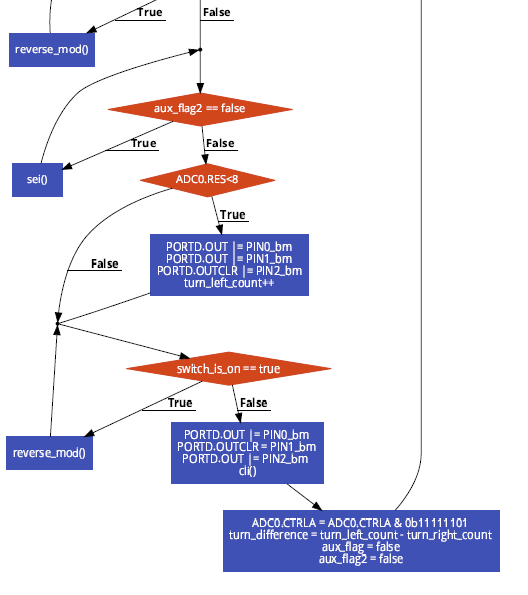 True
False
reverse_mod()
aux_flag2 == false
True
False
sei()
ADC0.RES<8
True
False
PORTD.OUT |= PIN0_bm
PORTD.OUT |= PIN1_bm
PORTD.OUTCLR |= PIN2_bm
turn_left_count++
switch_is_on == true
True
False
reverse_mod()
PORTD.OUT |= PIN0_bm
PORTD.OUTCLR = PIN1_bm
PORTD.OUT |= PIN2_bm
cli()
ADC0.CTRLA = ADC0.CTRLA & 0b11111101
turn_difference = turn_left_count - turn_right_count
aux_flag = false
aux_flag2 = false